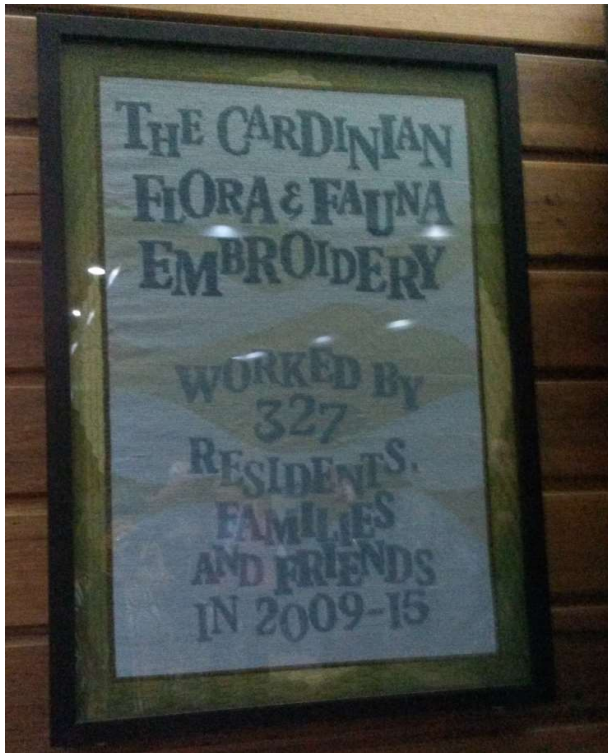 THE CARDINIAN
FLORA & FAUNA
EMBROIDERY
WORKED BY
327
RESIDENTS,
FAMILIES
AND FRIENDS
IN 2009-15